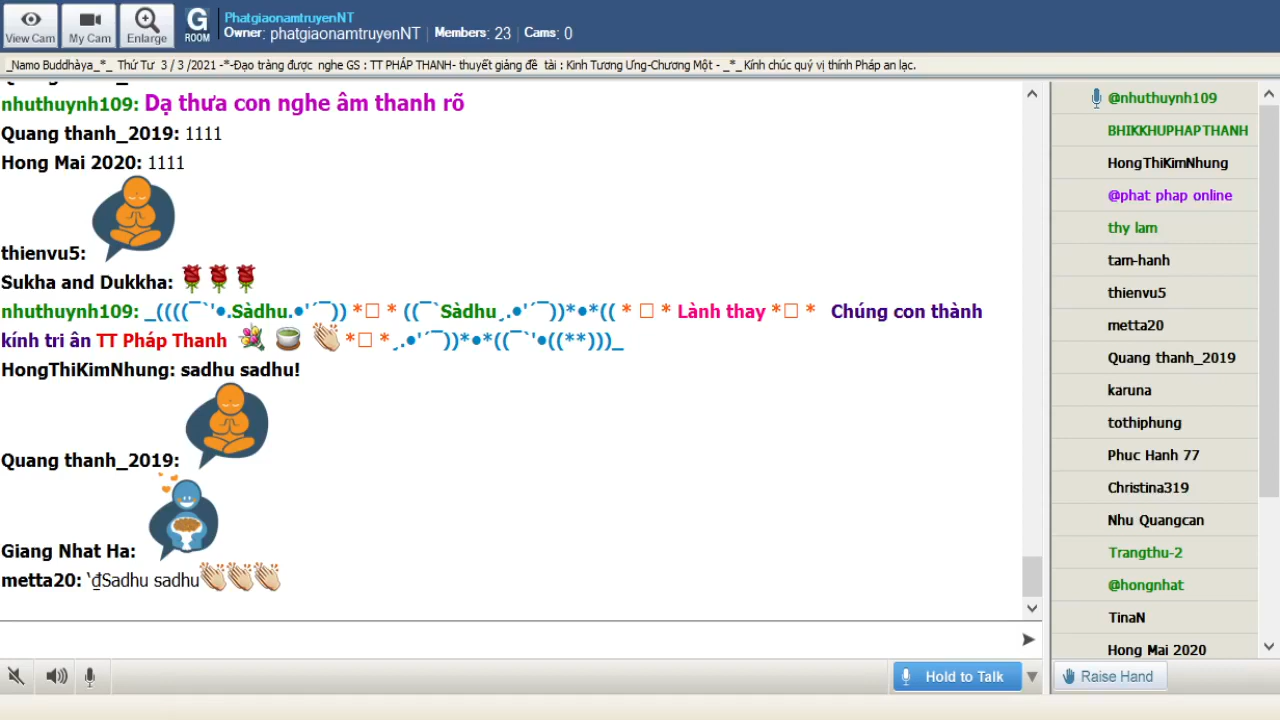 View Cam
My Cam
Enlarge
G
ROOM
PhatgiaonamtruyenNT
Owner: phatgiaonamtruyenNT | Members: 23 | Cams: 0
_Namo Buddhàya_*_ Thứ Tư 3 / 3 /2021 -*-Đạo tràng được nghe GS : TT PHÁP THANH- thuyết giảng đề tài : Kinh Tương Ưng-Chương Một - _*_ Kính chúc quý vị thính Pháp an lạc.
nhuthuynh109: Dạ thưa con nghe âm thanh rõ
Quang thanh_2019: 1111
Hong Mai 2020: 1111
thienvu5:
Sukha and Dukkha:
nhuthuynh109: _((((¯`'•.Sàdhu.•'´¯)) *□ * ((¯`Sàdhu¸.•'´¯))*•*(( * □ * Lành thay *□ * Chúng con thành
kính tri ân TT Pháp Thanh *□ *¸.•'´¯))*•*((¯`'•((**)))_
HongThiKimNhung: sadhu sadhu!
Quang thanh_2019:
Giang Nhat Ha:
metta20: Sadhu sadhu
Hold to Talk
@nhuthuynh109
BHIKKHUPHAPTHANH
HongThiKimNhung
@phat phap online
thy lam
tam-hanh
thienvu5
metta20
Quang thanh_2019
karuna
tothiphung
Phuc Hanh 77
Christina319
Nhu Quangcan
Trangthu-2
@hongnhat
TinaN
Hong Mai 2020
Raise Hand